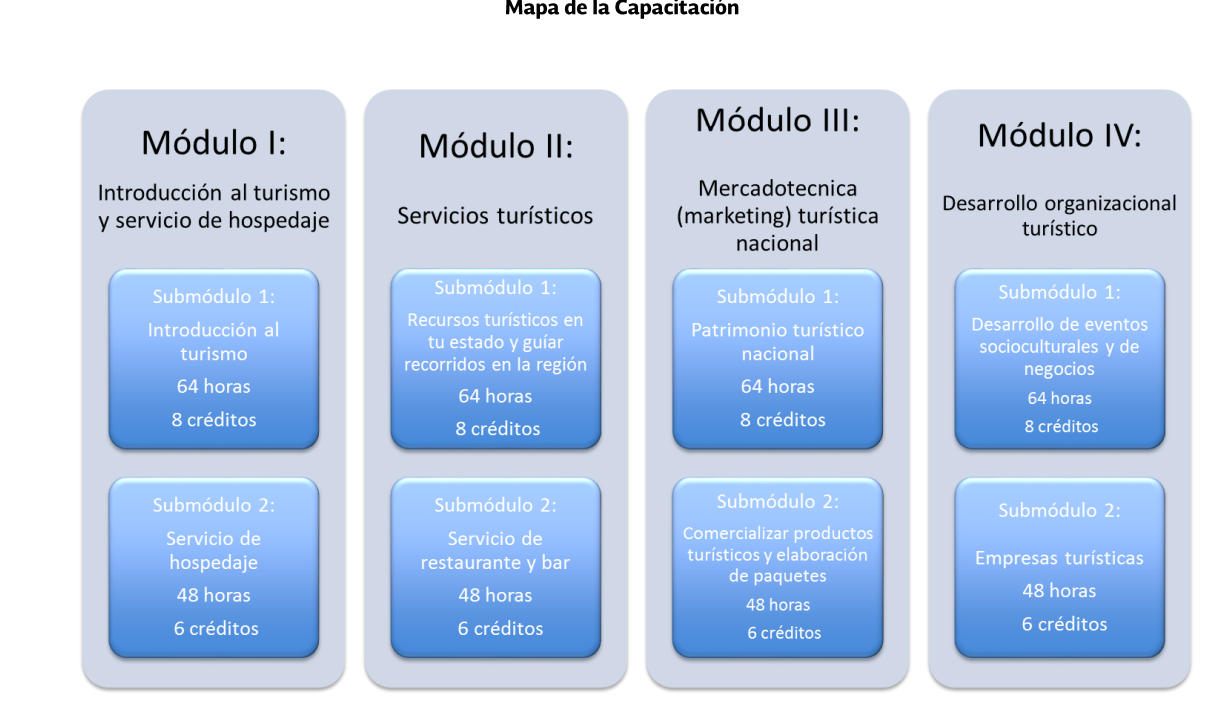 Mapa de la Capacitación
Módulo I:
Introducción al turismo
y servicio de hospedaje
Submódulo 1:
Introducción al
turismo
64 horas
8 créditos
Submódulo 2:
Servicio de
hospedaje
48 horas
6 créditos
Módulo II:
Servicios turísticos
Submódulo 1:
Recursos turísticos en
tu estado y guíar
recorridos en la región
64 horas
8 créditos
Submódulo 2:
Servicio de
restaurante y bar
48 horas
6 créditos
Módulo III:
Mercadotecnica
(marketing) turística
nacional
Submódulo 1:
Patrimonio turístico
nacional
64 horas
8 créditos
Submódulo 2:
Comercializar productos
turísticos y elaboración
de paquetes
48 horas
6 créditos
Módulo IV:
Desarrollo organizacional
turístico
Submódulo 1:
Desarrollo de eventos
socioculturales y de
negocios
64 horas
8 créditos
Submódulo 2:
Empresas turísticas
48 horas
6 créditos